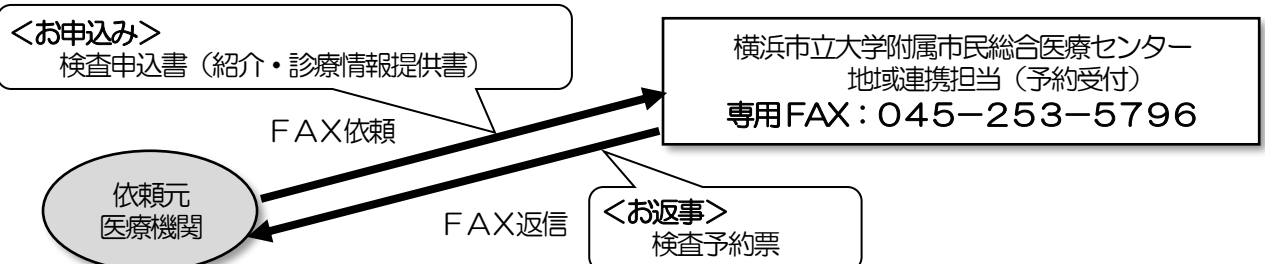 <お申込み>
検査申込書(紹介・診療情報提供書)
横浜市立大学附属市民総合医療センター
地域連携担当(予約受付)
専用FAX:045-253-5796
FAX依頼
依頼元
医療機関
FAX返信
<お返事>
検査予約票